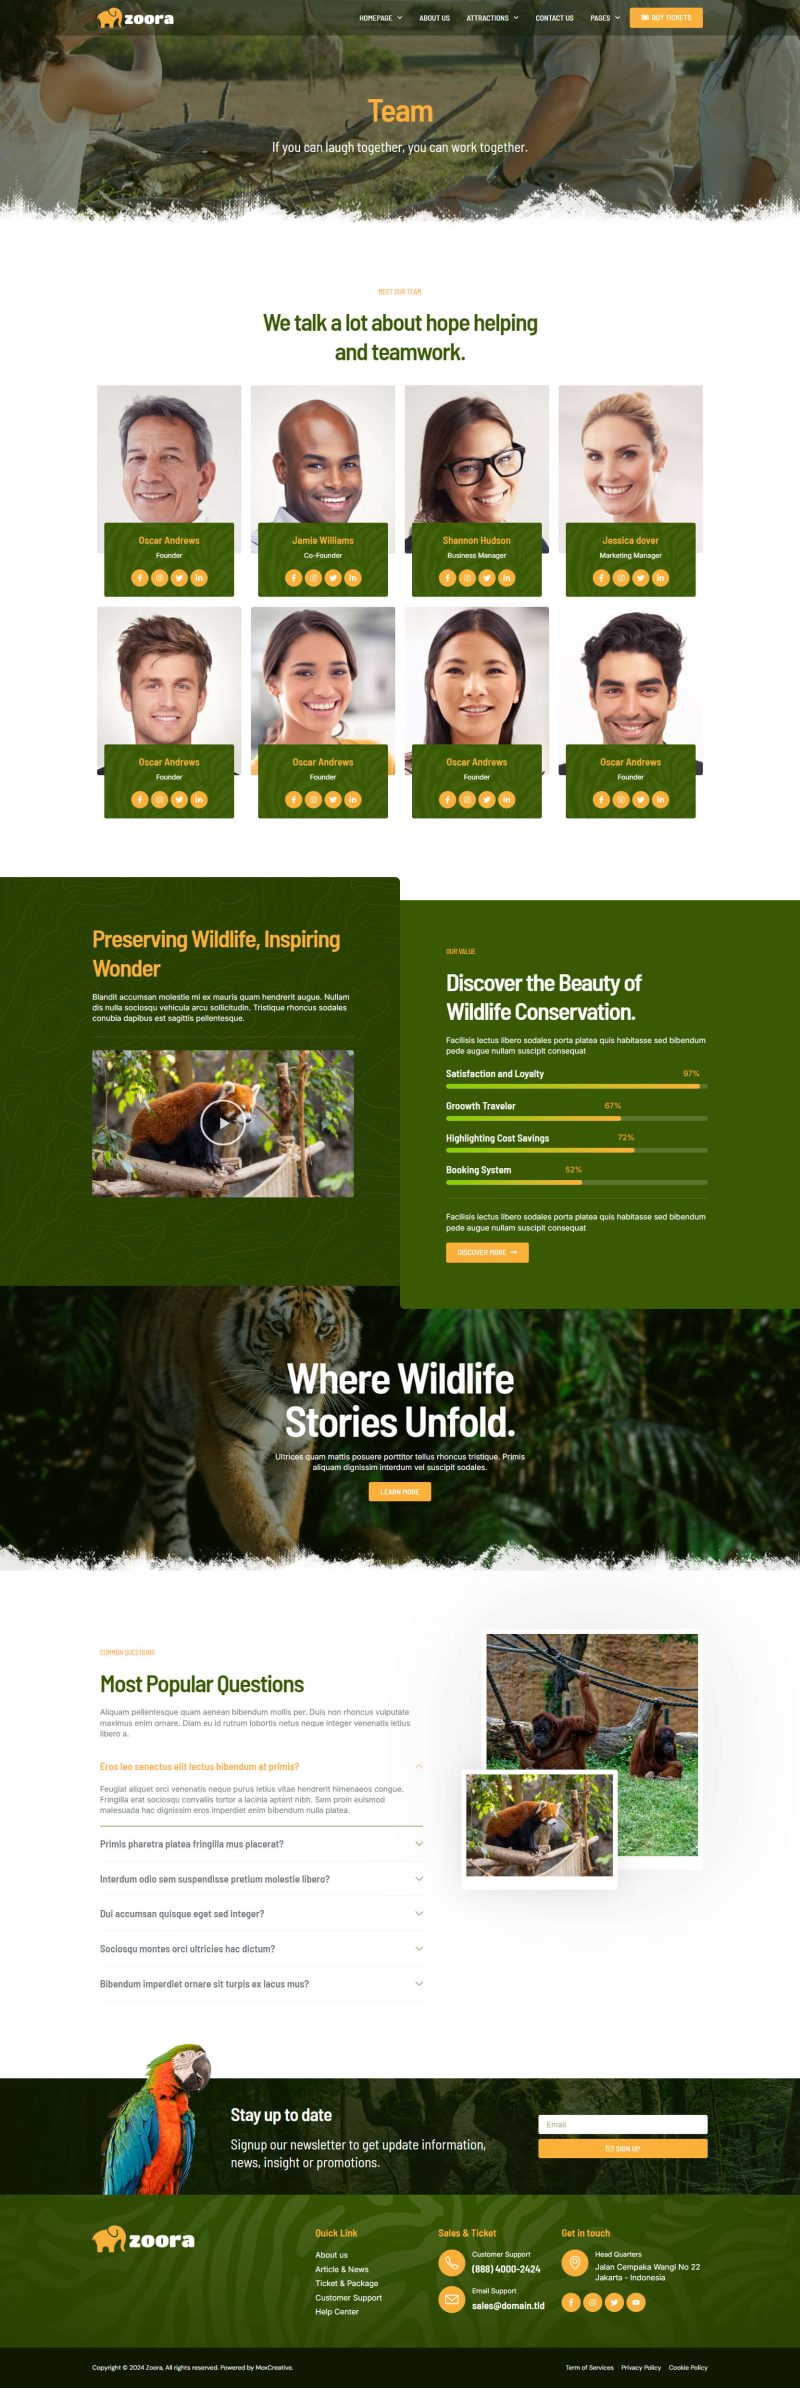 zoora
HOMEPAGE
ABOUT US
ATTRACTIONS
CONTACT US
PAGES
BUY TICKETS
Team
If you can laugh together, you can work together.
MEET OUR TEAM
We talk a lot about hope helping
and teamwork.
Oscar Andrews
Founder
Jamie Williams
Co-Founder
Shannon Hudson
Business Manager
Jessica dover
Marketing Manager
Oscar Andrews
Founder
Oscar Andrews
Founder
Oscar Andrews
Founder
Oscar Andrews
Founder
Preserving Wildlife, Inspiring
Wonder
Blandit accumsan molestie mi ex mauris quam hendrerit augue. Nullam
dis nulla sociosqu vehicula arcu sollicitudin. Tristique rhoncus sodales
conubia dapibus est sagittis pellentesque.
OUR VALUE
Discover the Beauty of
Wildlife Conservation.
Facilisis lectus libero sodales porta platea quis habitasse sed bibendum
pede augue nullam suscipit consequat
Satisfaction and Loyalty 97%
Groowth Traveler 67%
Highlighting Cost Savings 72%
Booking System 52%
Facilisis lectus libero sodales porta platea quis habitasse sed bibendum
pede augue nullam suscipit consequat
DISCOVER MORE
Where Wildlife
Stories Unfold.
Ultrices quam mattis posuere porttitor tellus rhoncus tristique. Primis
aliquam dignissim interdum vel suscipit sodales.
LEARN MORE
COMMON QUESTIONS
Most Popular Questions
Aliquam pellentesque quam aenean bibendum mollis per. Duis non rhoncus vulputate
maximus enim ornare. Diam eu id rutrum lobortis netus neque integer venenatis letius
libero a.
Eros leo senectus elit lectus bibendum at primis?
Feugiat aliquet orci venenatis neque purus letius vitae hendrerit himenaeos congue.
Fringilla erat sociosqu convallis tortor a lacinia aptent nibh. Sem proin euismod
malesuada hac dignissim eros imperdiet enim bibendum nulla platea.
Primis pharetra platea fringilla mus placerat?
Interdum odio sem suspendisse pretium molestie libero?
Dui accumsan quisque eget sed integer?
Sociosqu montes orci ultricies hac dictum?
Bibendum imperdiet ornare sit turpis ex lacus mus?
Stay up to date
Signup our newsletter to get update information,
news, insight or promotions.
Email
SIGN UP
zoora
Quick Link
About us
Article & News
Ticket & Package
Customer Support
Help Center
Sales & Ticket
Customer Support
(888) 4000-2424
Email Support
sales@domain.tld
Get in touch
Head Quarters
Jalan Cempaka Wangi No 22
Jakarta - Indonesia
Copyright © 2024 Zoora, All rights reserved. Powered by MoxCreative.
Term of Services
Privacy Policy
Cookie Policy